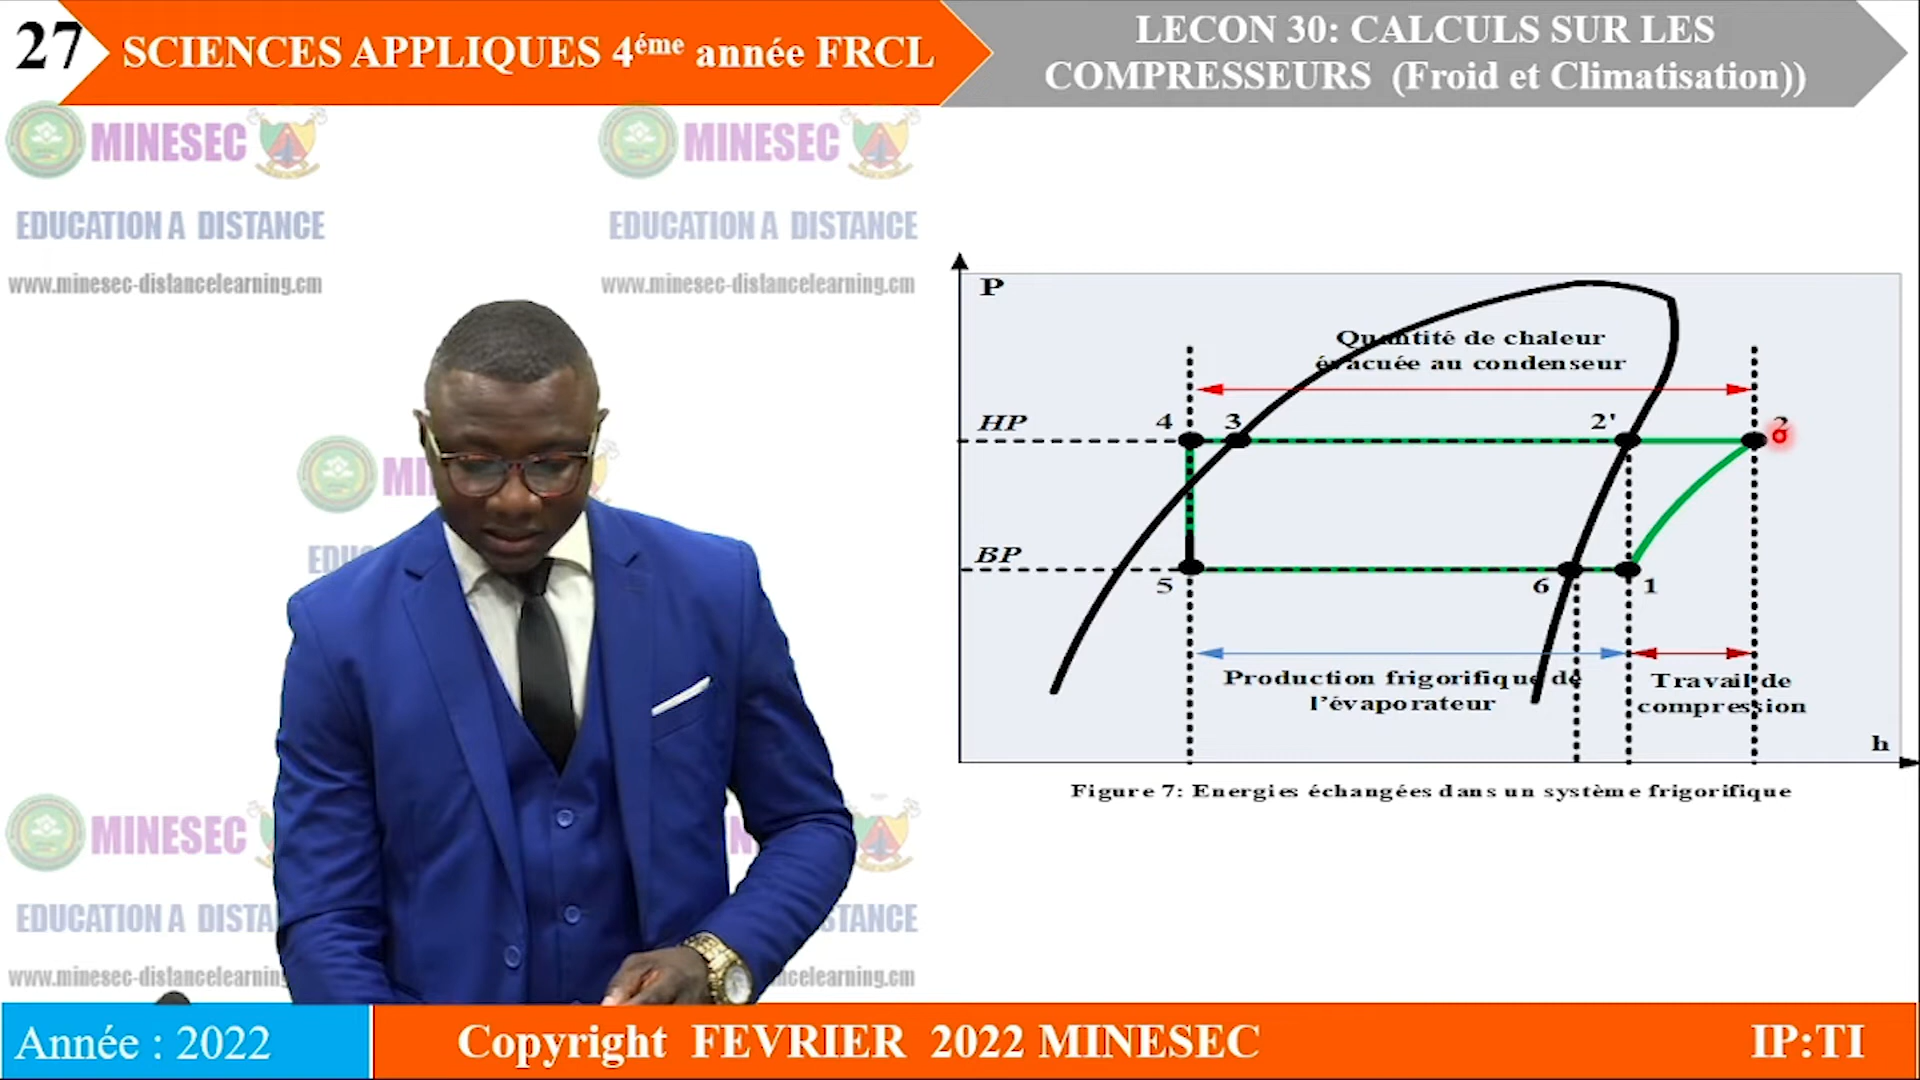 27
SCIENCES APPLIQUES 4éme année FRCL
LECON 30: CALCULS SUR LES
COMPRESSEURS (Froid et Climatisation))
MINESEC
MINESEC
EDUCATION A DISTANCE
EDUCATION A DISTANCE
www.minesec-distancelearning.cm
www.minesec-distancelearning.cm
P
Quantité de chaleur
évacuée au condenseur
HP
4
3
2'
2
BP
5
6
1
Production frigorifique de
l'évaporateur
Travail de
compression
h
Figure 7: Energies échangées dans un système frigorifique
MINESEC
Année : 2022
Copyright FEVRIER 2022 MINESEC
IP:TI